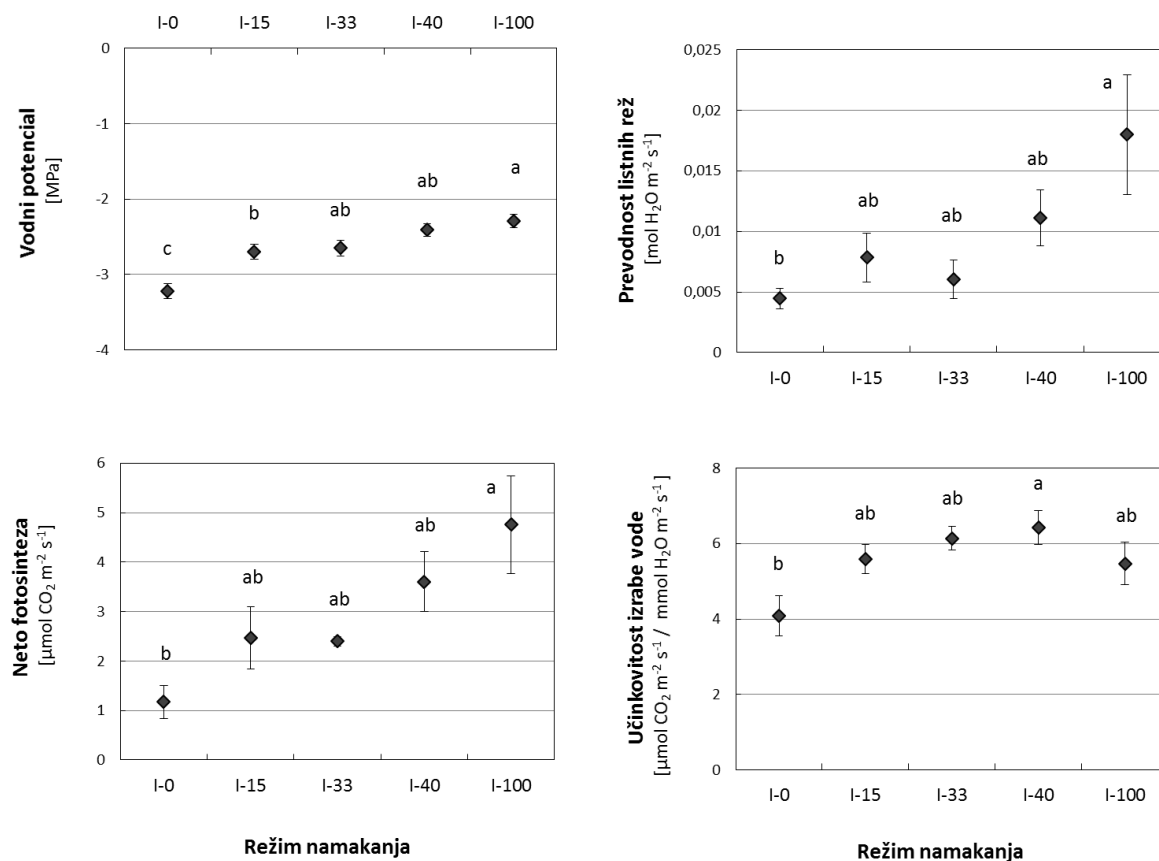 I-0 I-15 I-33 I-40 I-100
0
-1
-2
-3
-4
Vodni potencial
[MPa]
c
b
ab
ab
a
0,025
0,02
0,015
0,01
0,005
0
Prevodnost listnih rež
[mol H₂O m⁻² s⁻¹]
b
ab
ab
ab
a
I-0 I-15 I-33 I-40 I-100
6
5
4
3
2
1
0
Neto fotosinteza
[µmol CO₂ m⁻² s⁻¹]
b
ab
ab
ab
a
I-0 I-15 I-33 I-40 I-100
Režim namakanja
8
6
4
2
0
Učinkovitost izrabe vode
[µmol CO₂ m⁻² s⁻¹ / mmol H₂O m⁻² s⁻¹]
b
ab
ab
a
ab
I-0 I-15 I-33 I-40 I-100
Režim namakanja